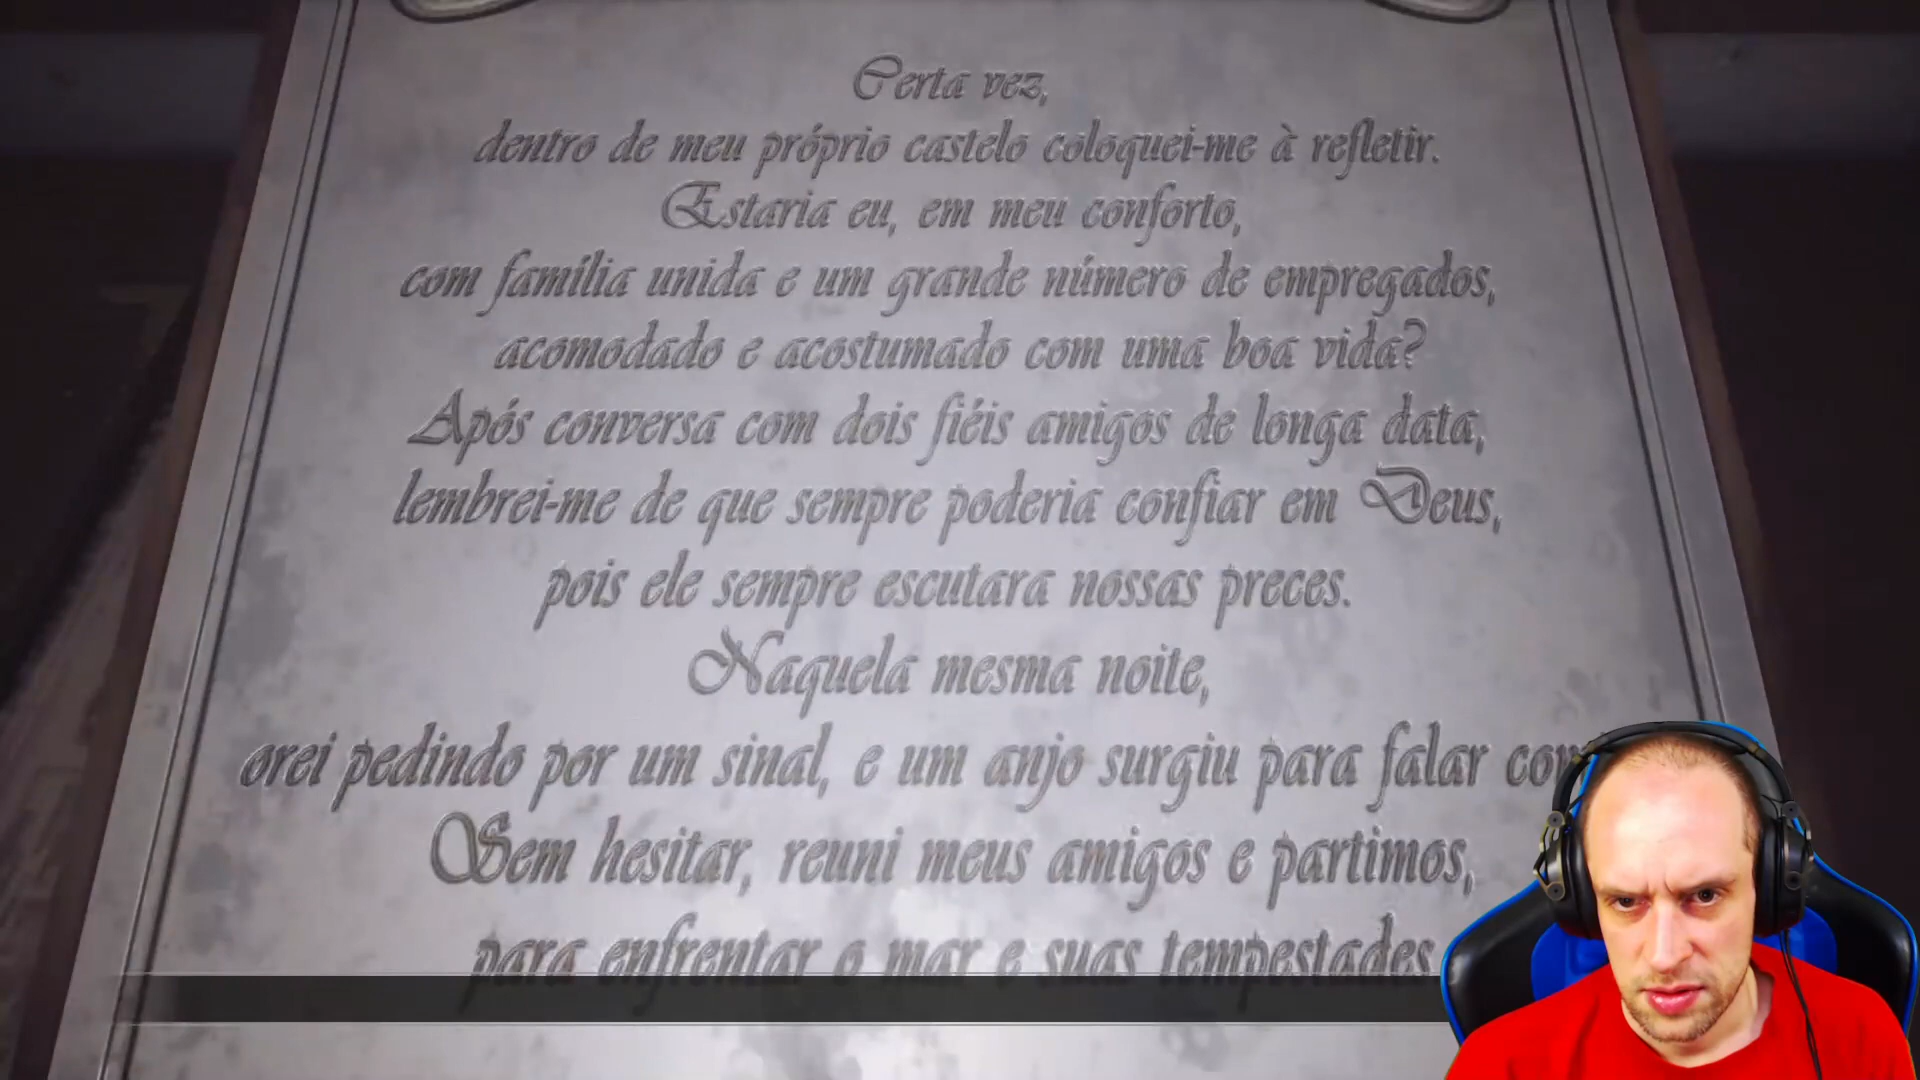 Certa vez,
dentro de meu próprio castelo coloquei-me à refletir.
Estaria eu, em meu conforto,
com família unida e um grande número de empregados,
acomodado e acostumado com uma boa vida?
Após conversa com dois fiéis amigos de longa data,
lembrei-me de que sempre poderia confiar em Deus,
pois ele sempre escutara nossas preces.
Naquela mesma noite,
orei pedindo por um sinal, e um anjo surgiu para falar
Sem hesitar, reuni meus amigos e partimos,
para enfrentar o mar e suas tempestades